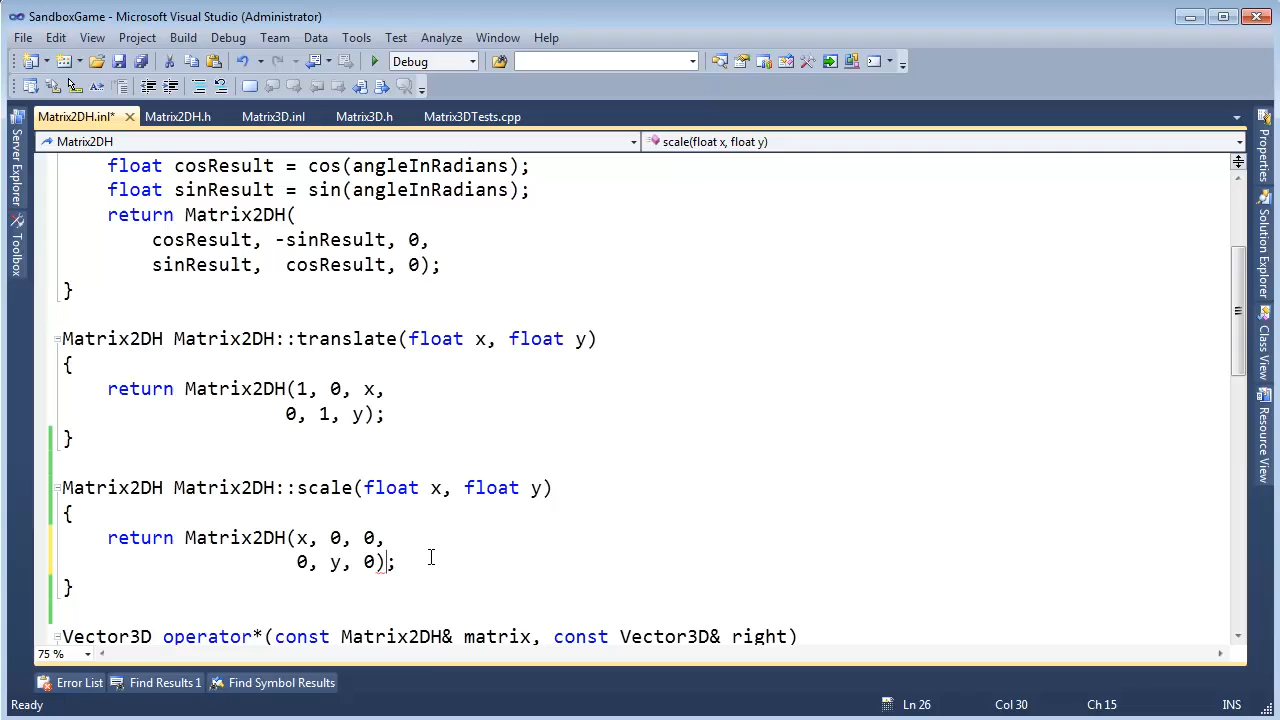 SandboxGame - Microsoft Visual Studio (Administrator)
File Edit View Project Build Debug Team Data Tools Test Analyze Window Help
Debug
Matrix2DH.inl* Matrix2DH.h Matrix3D.inl Matrix3D.h Matrix3DTests.cpp
Matrix2DH scale(float x, float y)
float cosResult = cos(angleInRadians);
float sinResult = sin(angleInRadians);
return Matrix2DH(
cosResult, -sinResult, 0,
sinResult, cosResult, 0);
}
Matrix2DH Matrix2DH::translate(float x, float y)
{
return Matrix2DH(1, 0, x,
0, 1, y);
}
Matrix2DH Matrix2DH::scale(float x, float y)
{
return Matrix2DH(x, 0, 0,
0, y, 0);
}
Vector3D operator*(const Matrix2DH& matrix, const Vector3D& right)
75 %
Server Explorer
Toolbox
Properties
Solution Explorer
Class View
Resource View
Error List Find Results 1 Find Symbol Results
Ready Ln 26 Col 30 Ch 15 INS